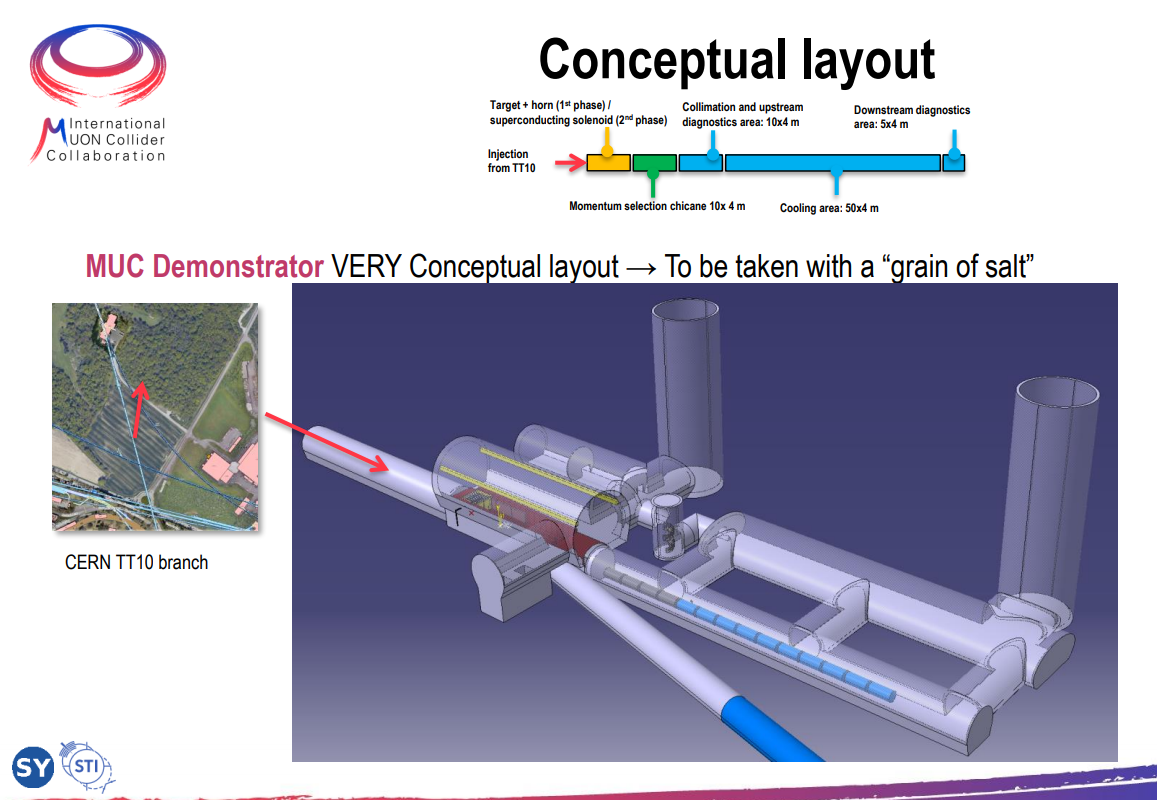 International
MUON Collider
Collaboration
Conceptual layout
Target + horn (1st phase) /
superconducting solenoid (2nd phase)
Collimation and upstream
diagnostics area: 10x4 m
Downstream diagnostics
area: 5x4 m
Injection
from TT10
Momentum selection chicane 10x 4 m
Cooling area: 50x4 m
MUC Demonstrator VERY Conceptual layout → To be taken with a “grain of salt”
CERN TT10 branch
SY
STI